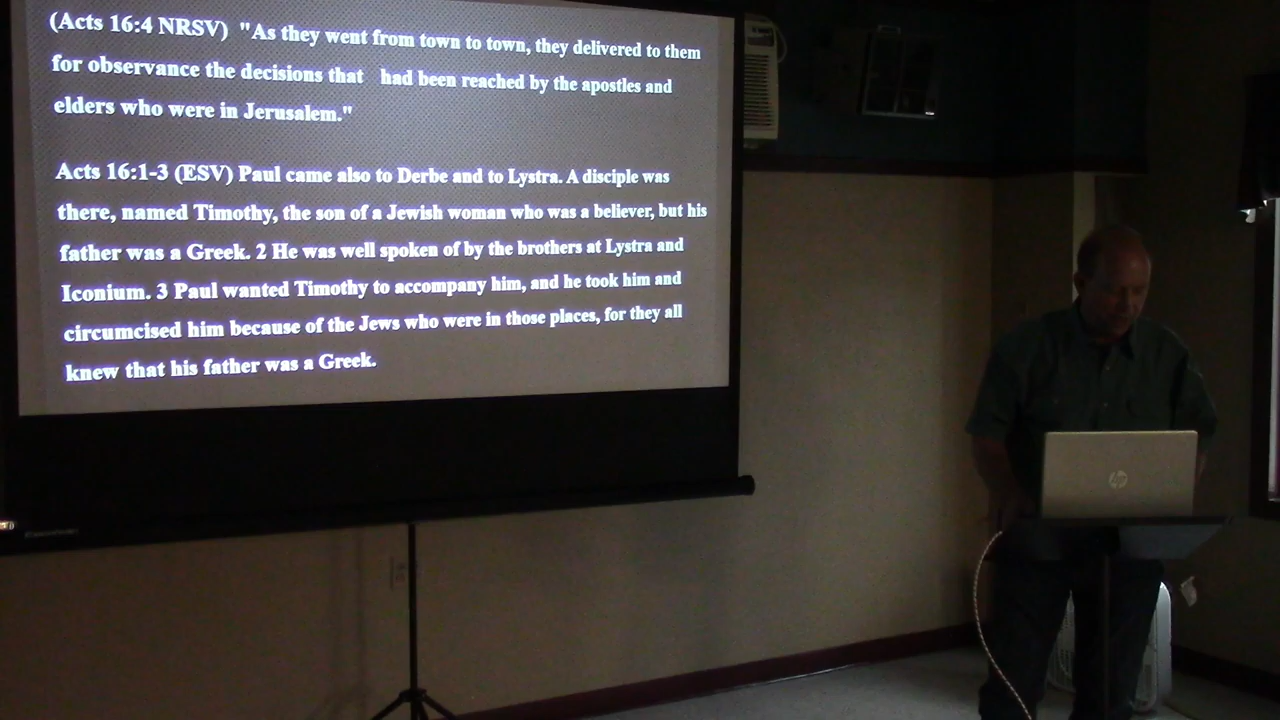 (Acts 16:4 NRSV) "As they went from town to town, they delivered to them
for observance the decisions that had been reached by the apostles and
elders who were in Jerusalem."
Acts 16:1-3 (ESV) Paul came also to Derbe and to Lystra. A disciple was
there, named Timothy, the son of a Jewish woman who was a believer, but his
father was a Greek. 2 He was well spoken of by the brothers at Lystra and
Iconium. 3 Paul wanted Timothy to accompany him, and he took him and
circumcised him because of the Jews who were in those places, for they all
knew that his father was a Greek.
hp